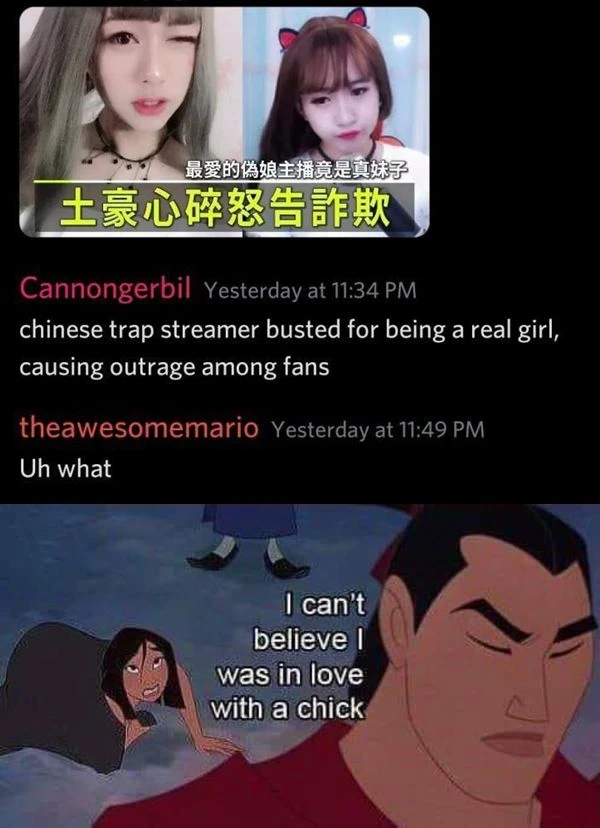 最愛的偽娘主播竟是真妹子
土豪心碎怒告詐欺
Cannongerbil Yesterday at 11:34 PM
chinese trap streamer busted for being a real girl,
causing outrage among fans
theawesomemario Yesterday at 11:49 PM
Uh what
I can't
believe I
was in love
with a chick